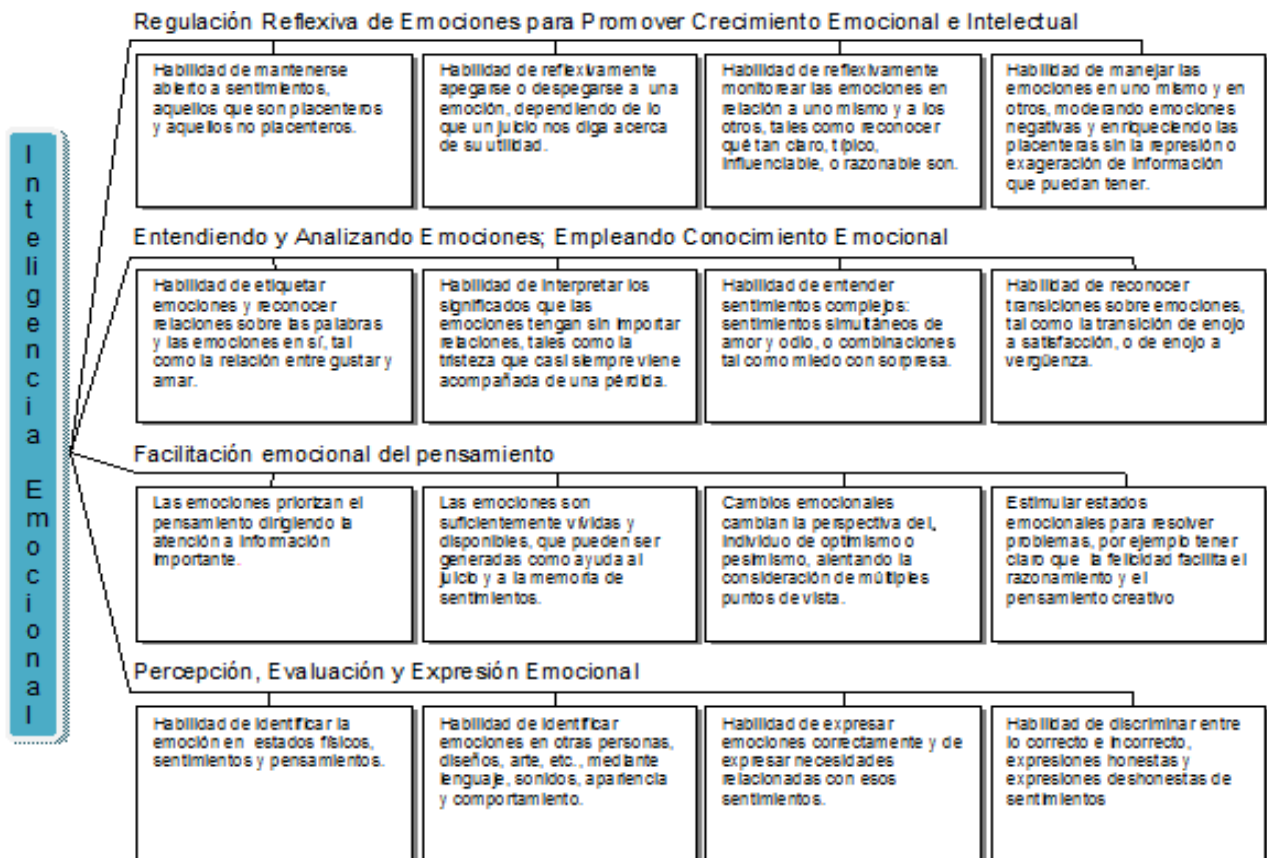 Inteligencia Emocional
Regulación Reflexiva de Emociones para Promover Crecimiento Emocional e Intelectual
Habilidad de mantenerse
abierto a sentimientos,
aquellos que son placenteros
y aquellos no placenteros.
Habilidad de reflexivamente
apegarse o despegarse a una
emoción, dependiendo de lo
que un juicio nos diga acerca
de su utilidad.
Habilidad de reflexivamente
monitorear las emociones en
relación a uno mismo y a los
otros, tales como reconocer
qué tan claro, típico,
influenciable, o razonable son.
Habilidad de manejar las
emociones en uno mismo y en
otros, moderando emociones
negativas y enriqueciendo las
placenteras sin la represión o
exageración de información
que puedan tener.
Entendiendo y Analizando Emociones; Empleando Conocimiento Emocional
Habilidad de etiquetar
emociones y reconocer
relaciones sobre las palabras
y las emociones en sí, tal
como la relación entre gustar y
amar.
Habilidad de interpretar los
significados que las
emociones tengan sin importar
relaciones, tales como la
tristeza que casi siempre viene
acompañada de una pérdida.
Habilidad de entender
sentimientos complejos:
sentimientos simultáneos de
amor y odio, o combinaciones
tal como miedo con sorpresa.
Habilidad de reconocer
transiciones sobre emociones,
tal como la transición de enojo
a satisfacción, o de enojo a
vergüenza.
Facilitación emocional del pensamiento
Las emociones priorizan el
pensamiento dirigiendo la
atención a información
importante.
Las emociones son
suficientemente vívidas y
disponibles, que pueden ser
generadas como ayuda al
juicio y a la memoria de
sentimientos.
Cambios emocionales
cambian la perspectiva del,
individuo de optimismo o
pesimismo, alentando la
consideración de múltiples
puntos de vista.
Estimular estados
emocionales para resolver
problemas, por ejemplo tener
claro que la felicidad facilita el
razonamiento y el
pensamiento creativo
Percepción, Evaluación y Expresión Emocional
Habilidad de identificar la
emoción en estados físicos,
sentimientos y pensamientos.
Habilidad de identificar
emociones en otras personas,
diseños, arte, etc., mediante
lenguaje, sonidos, apariencia
y comportamiento.
Habilidad de expresar
emociones correctamente y de
expresar necesidades
relacionadas con esos
sentimientos.
Habilidad de discriminar entre
lo correcto e incorrecto,
expresiones honestas y
expresiones deshonestas de
sentimientos